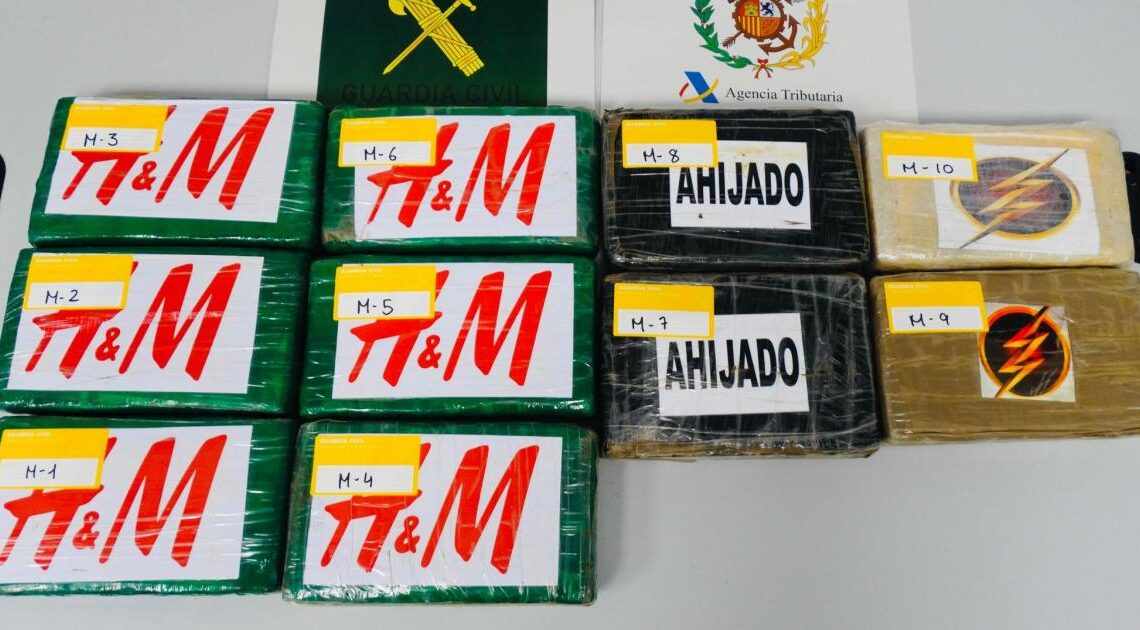 GUARDIA CIVIL
Agencia Tributaria
M-3
H&M
M-6
H&M
M-8
AHIJADO
M-10
M-2
H&M
M-5
H&M
M-7
AHIJADO
M-9
M-1
H&M
M-4
H&M